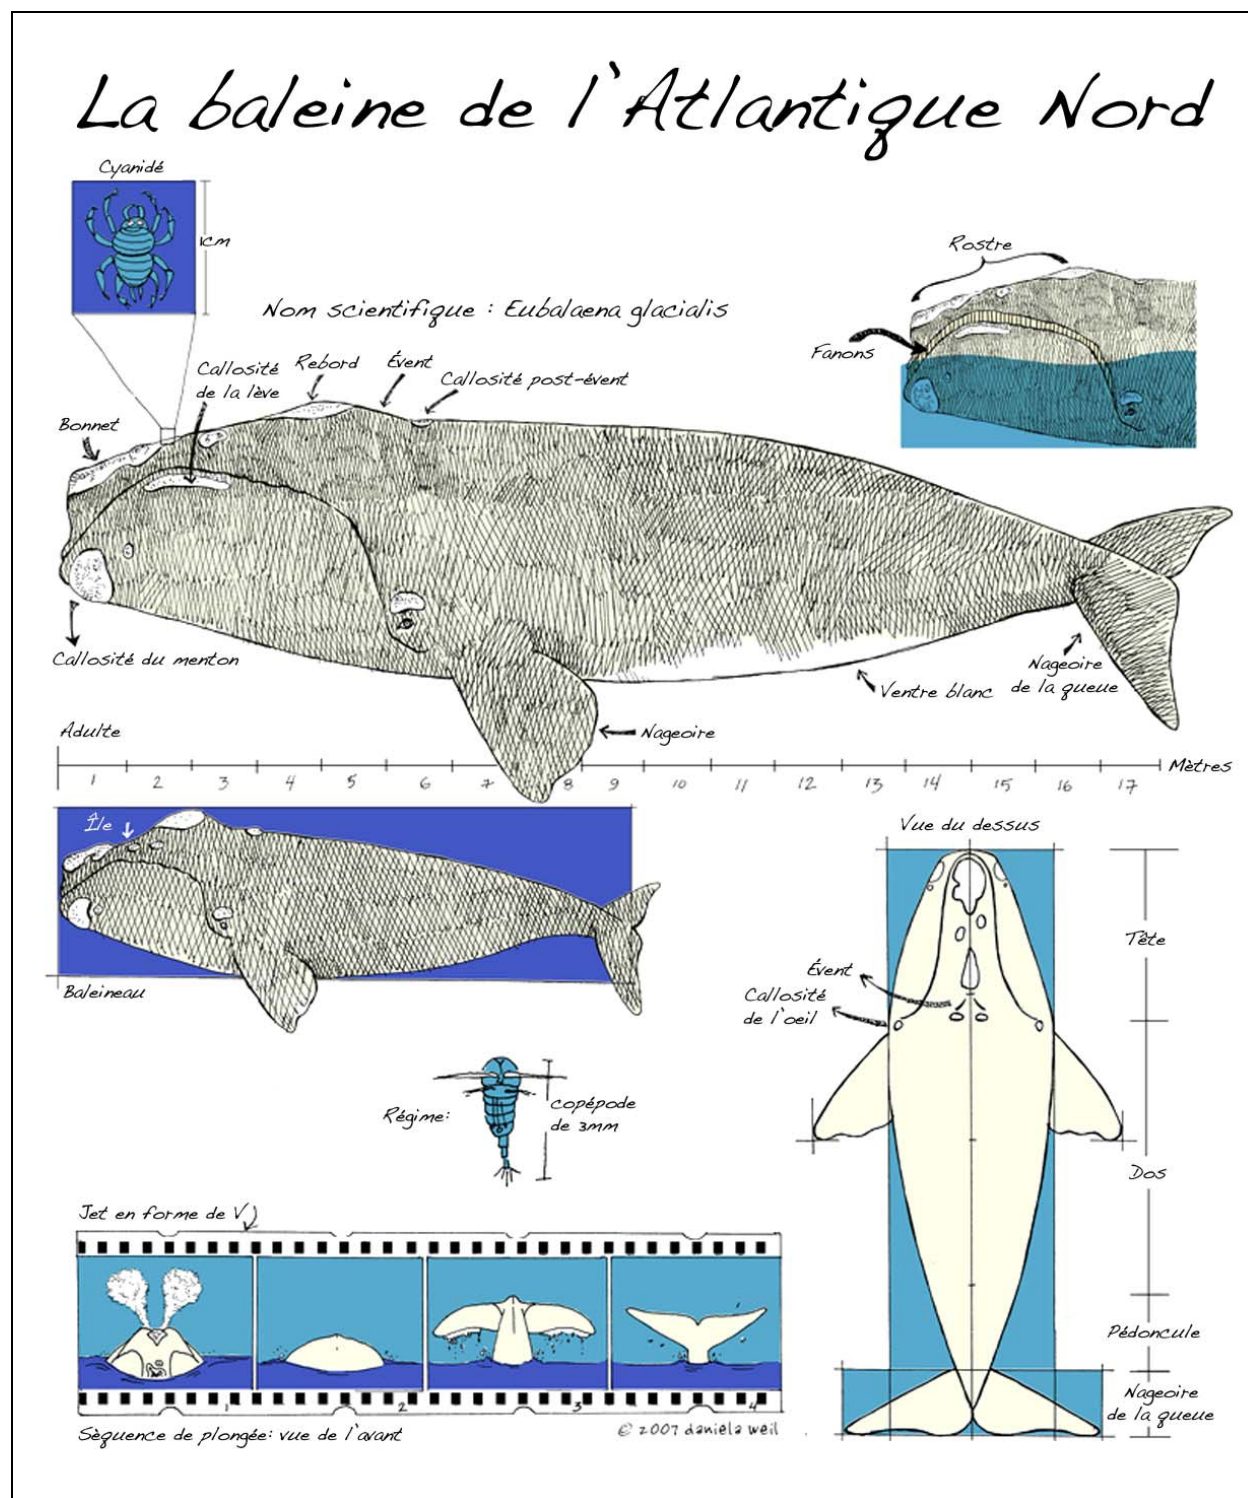 La baleine de l'Atlantique Nord
Cyanidé
1cm
Nom scientifique : Eubalaena glacialis
Rostre
Fanons
Callosité
de la lève
Rebord
Évent
Callosité post-évent
Bonnet
Callosité du menton
Nageoire
de la queue
Ventre blanc
Nageoire
Adulte
Mètres
1 2 3 4 5 6 7 8 9 10 11 12 13 14 15 16 17
Île
Baleineau
Vue du dessus
Tête
Évent
Callosité
de l'oeil
Dos
Pédoncule
Nageoire
de la queue
Régime:
copépode
de 3mm
Jet en forme de V
1 2 3 4
Sèquence de plongée: vue de l'avant
© 2007 daniela weil